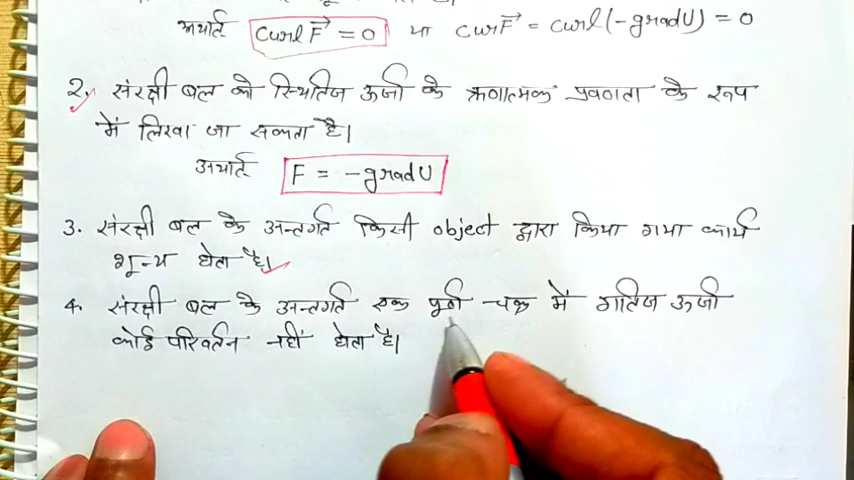 अर्थात curl F⃗ = 0 या curF⃗ = curl(-gradU) = 0
2. संरक्षी बल को स्थितिज ऊर्जा के ऋणात्मक प्रवणता के रूप
में लिखा जा सकता है।
अर्थात F = -gradU
3. संरक्षी बल के अन्तर्गत किसी object द्वारा किया गया कार्य
शून्य होता है।
4. संरक्षी बल के अन्तर्गत एक पूर्ण चक्र में गतिज ऊर्जा
कोई परिवर्तन नहीं होता है।